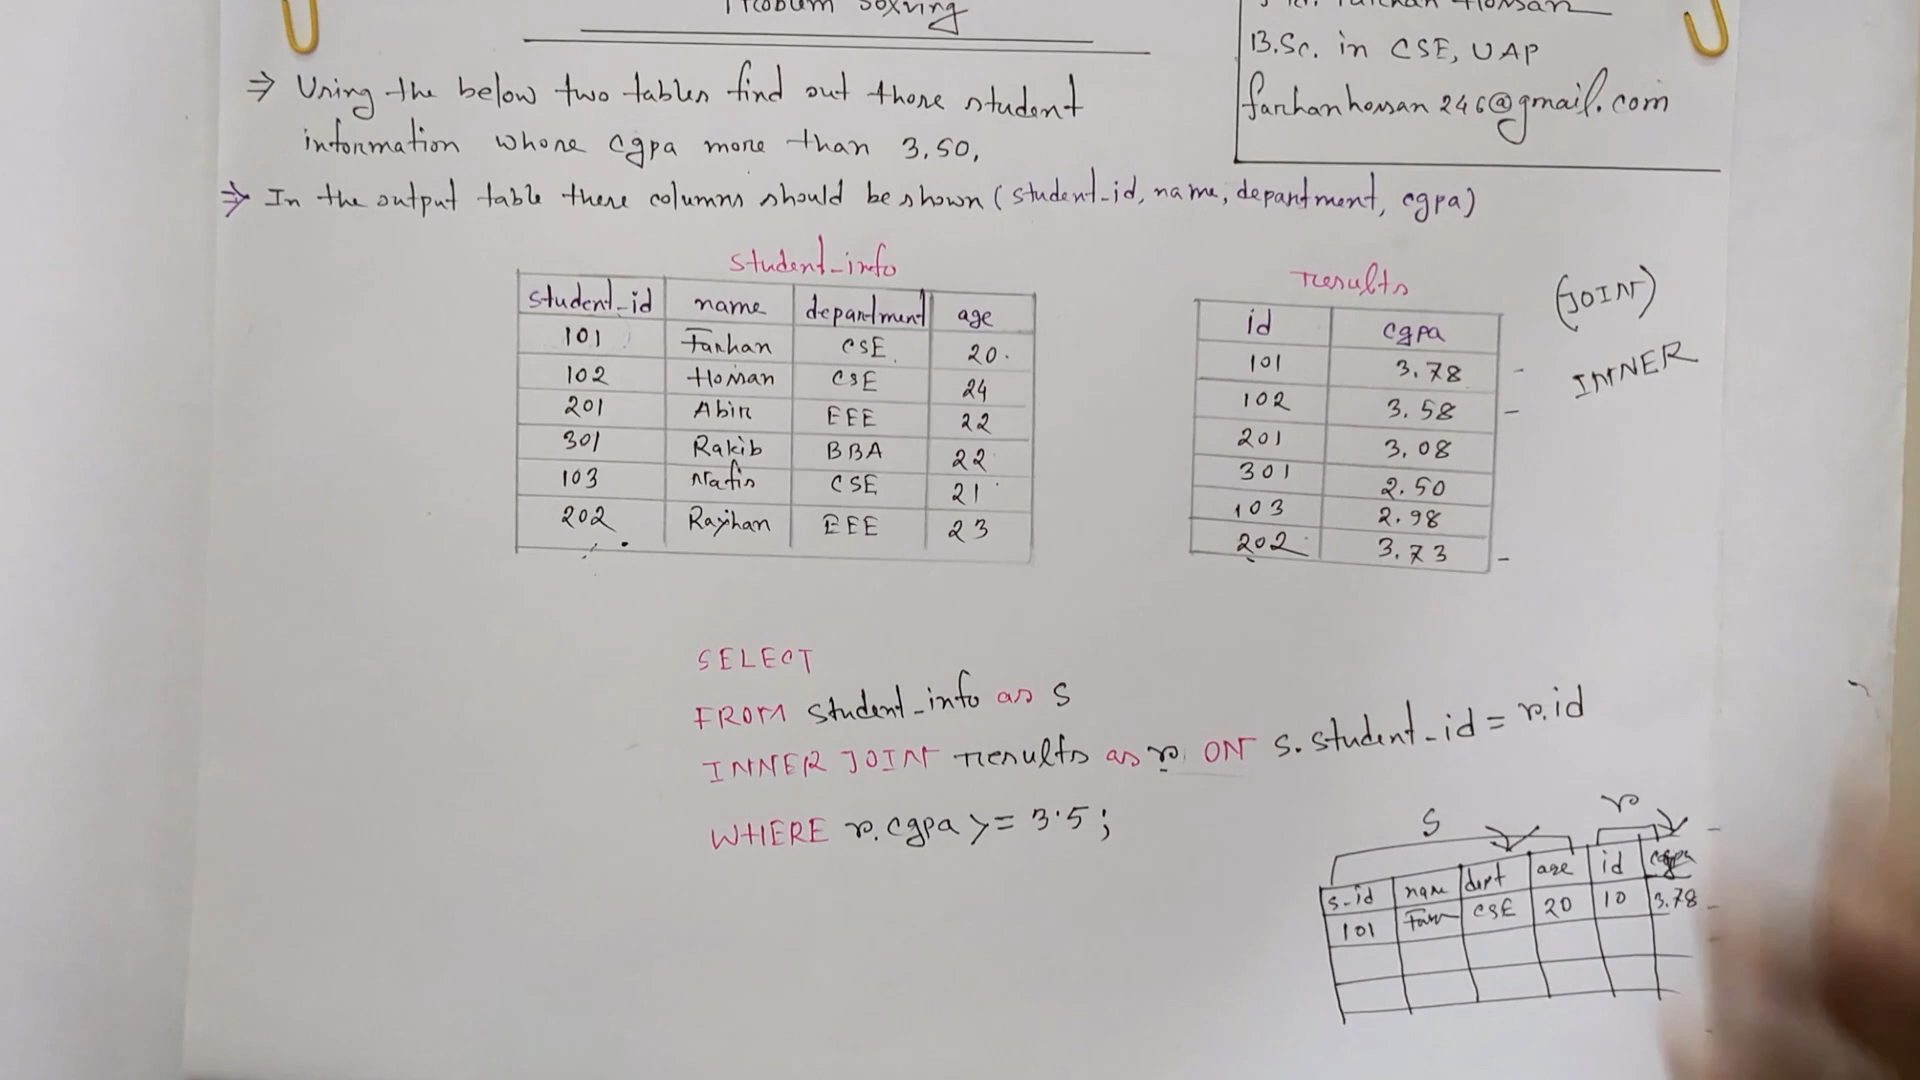 Problem Solving
Farhan Hossan
B.Sc. in CSE, UAP
farhanhossan246@gmail.com
⇒ Using the below two tables find out those student
information whose cgpa more than 3.50.
⇒ In the output table these columns should be shown (student_id, name, department, cgpa)
student_info
student_id name department age
101 Farhan CSE 20
102 Hossan CSE 24
201 Abir EEE 22
301 Rakib BBA 22
103 Nafis CSE 21
202 Rayhan EEE 23
results
id cgpa
101 3.78
102 3.58
201 3.08
301 2.50
103 2.98
202 3.73
(JOIN)
INNER
SELECT
FROM student_info as s
INNER JOIN results as r ON s.student_id = r.id
WHERE r.cgpa >= 3.5;
s r
s-id name dept age id cgpa
101 Farr CSE 20 10 3.78